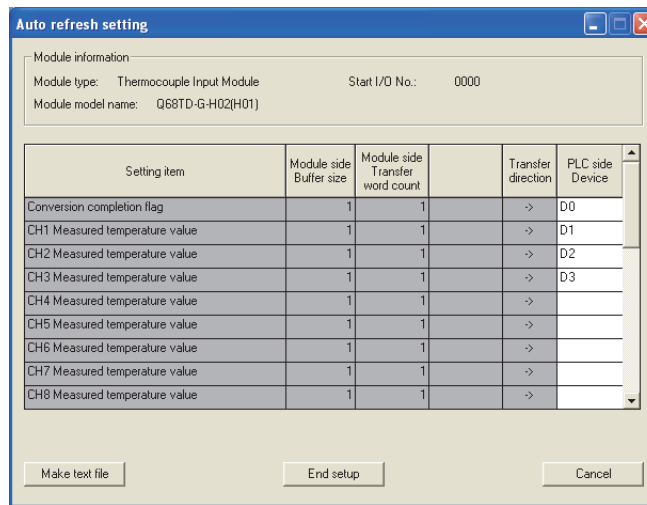 Auto refresh setting
Module information
Module type: Thermocouple Input Module Start I/O No.: 0000
Module model name: Q68TD-G-H02(H01)
Setting item Module side Buffer size Module side Transfer word count Transfer direction PLC side Device
Conversion completion flag 1 1 -> D0
CH1 Measured temperature value 1 1 -> D1
CH2 Measured temperature value 1 1 -> D2
CH3 Measured temperature value 1 1 -> D3
CH4 Measured temperature value 1 1 ->
CH5 Measured temperature value 1 1 ->
CH6 Measured temperature value 1 1 ->
CH7 Measured temperature value 1 1 ->
CH8 Measured temperature value 1 1 ->
Make text file End setup Cancel